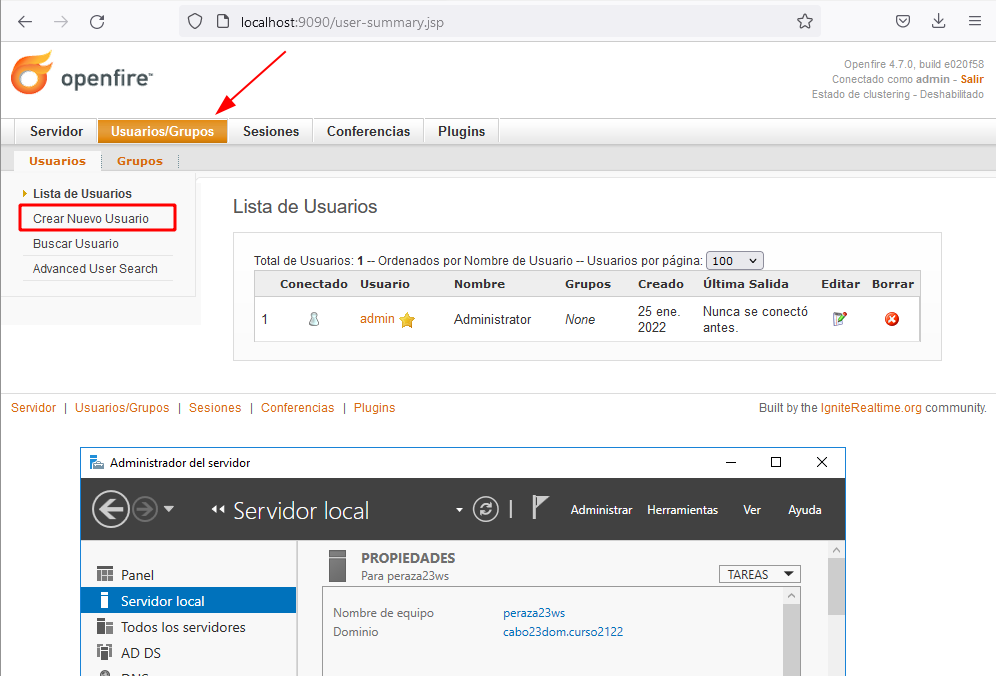 localhost:9090/user-summary.jsp
openfire™
Openfire 4.7.0, build e020f58
Conectado como admin - Salir
Estado de clustering - Deshabilitado
Servidor Usuarios/Grupos Sesiones Conferencias Plugins
Usuarios Grupos
Lista de Usuarios
Crear Nuevo Usuario
Buscar Usuario
Advanced User Search
Lista de Usuarios
Total de Usuarios: 1 -- Ordenados por Nombre de Usuario -- Usuarios por página: 100
Conectado Usuario Nombre Grupos Creado Última Salida Editar Borrar
1 admin Administrator None 25 ene. 2022 Nunca se conectó antes.
Servidor | Usuarios/Grupos | Sesiones | Conferencias | Plugins
Built by the IgniteRealtime.org community.
Administrador del servidor
Servidor local
Administrar Herramientas Ver Ayuda
Panel
Servidor local
Todos los servidores
AD DS
DNS
PROPIEDADES
Para peraza23ws
TAREAS
Nombre de equipo peraza23ws
Dominio cabo23dom.curso2122